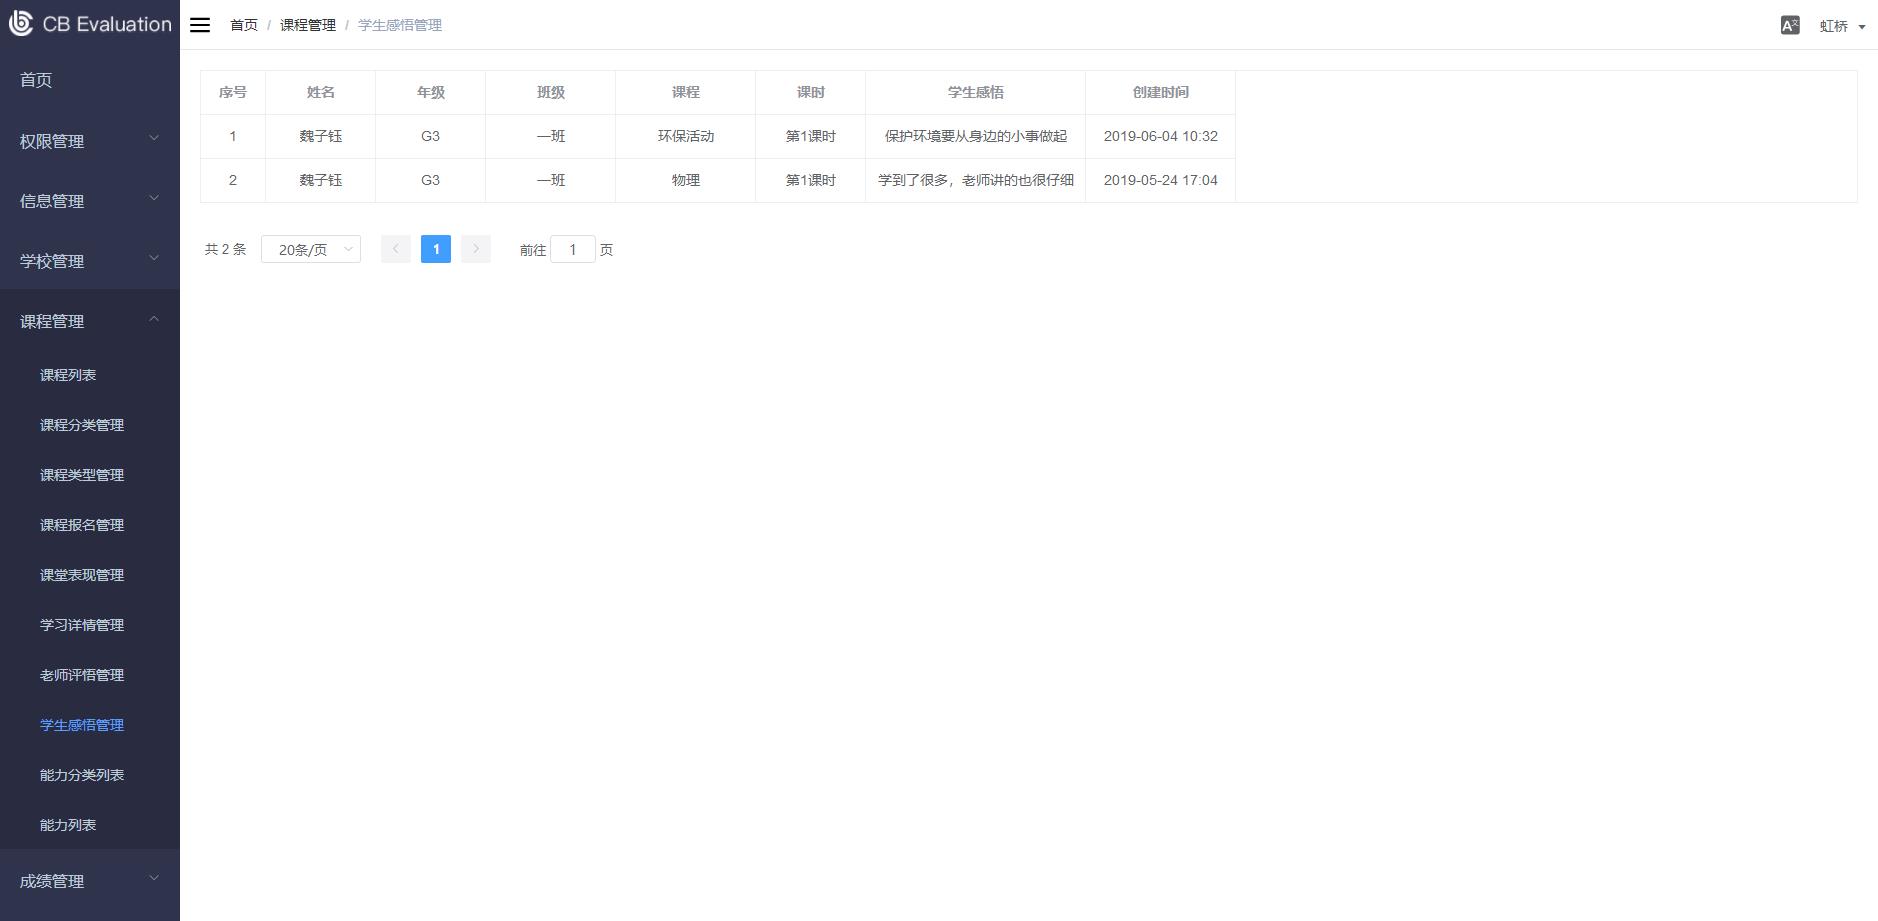 CB Evaluation
首页 / 课程管理 / 学生感悟管理
虹桥
首页
权限管理
信息管理
学校管理
课程管理
课程列表
课程分类管理
课程类型管理
课程报名管理
课堂表现管理
学习详情管理
老师评悟管理
学生感悟管理
能力分类列表
能力列表
成绩管理
序号 姓名 年级 班级 课程 课时 学生感悟 创建时间
1 魏子钰 G3 一班 环保活动 第1课时 保护环境要从身边的小事做起 2019-06-04 10:32
2 魏子钰 G3 一班 物理 第1课时 学到了很多，老师讲的也很仔细 2019-05-24 17:04
共 2 条 20条/页 1 前往 1 页